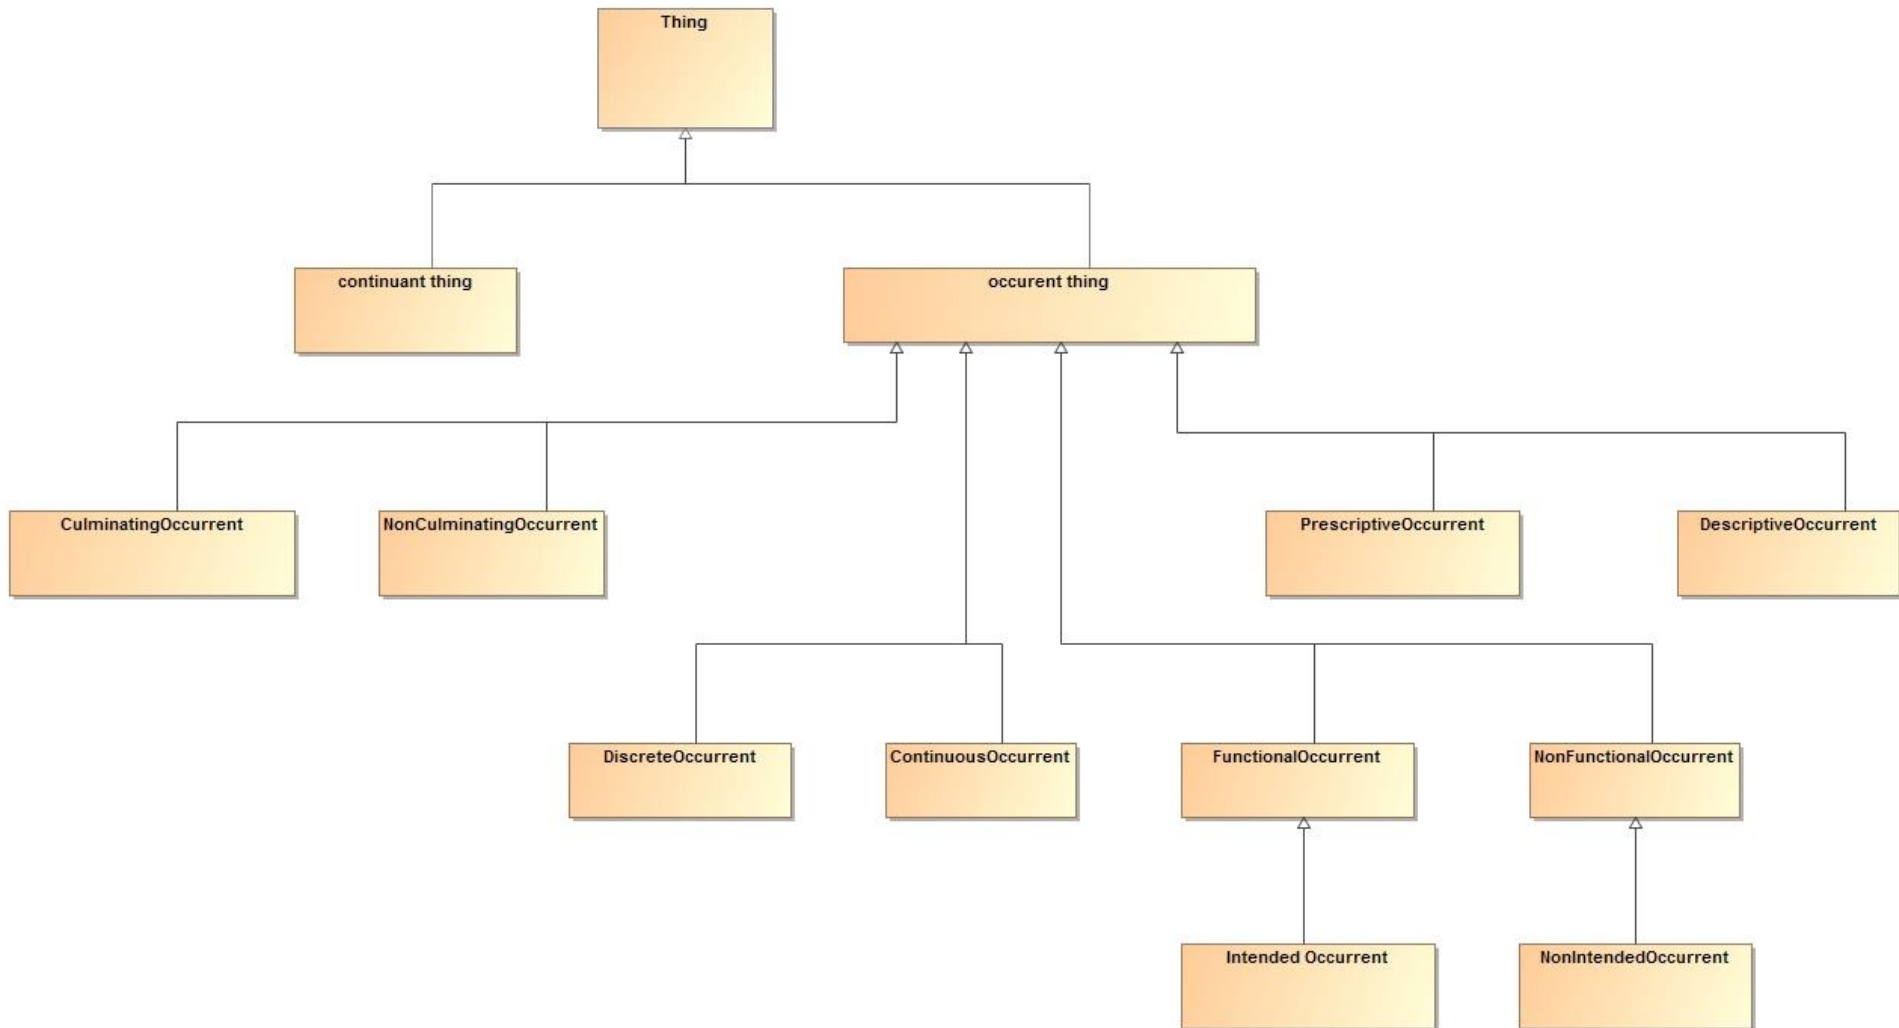 Thing
continuant thing
occurent thing
CulminatingOccurrent
NonCulminatingOccurrent
PrescriptiveOccurrent
DescriptiveOccurrent
DiscreteOccurrent
ContinuousOccurrent
FunctionalOccurrent
NonFunctionalOccurrent
Intended Occurrent
NonIntendedOccurrent